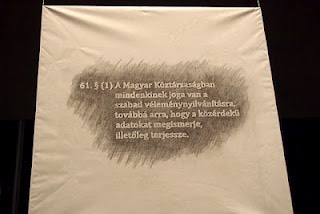 61. § (1) A Magyar Köztársaságban
mindenkinek joga van a
szabad véleménynyilvánításra,
továbbá arra, hogy a közérdekű
adatokat megismerje,
illetőleg terjessze.